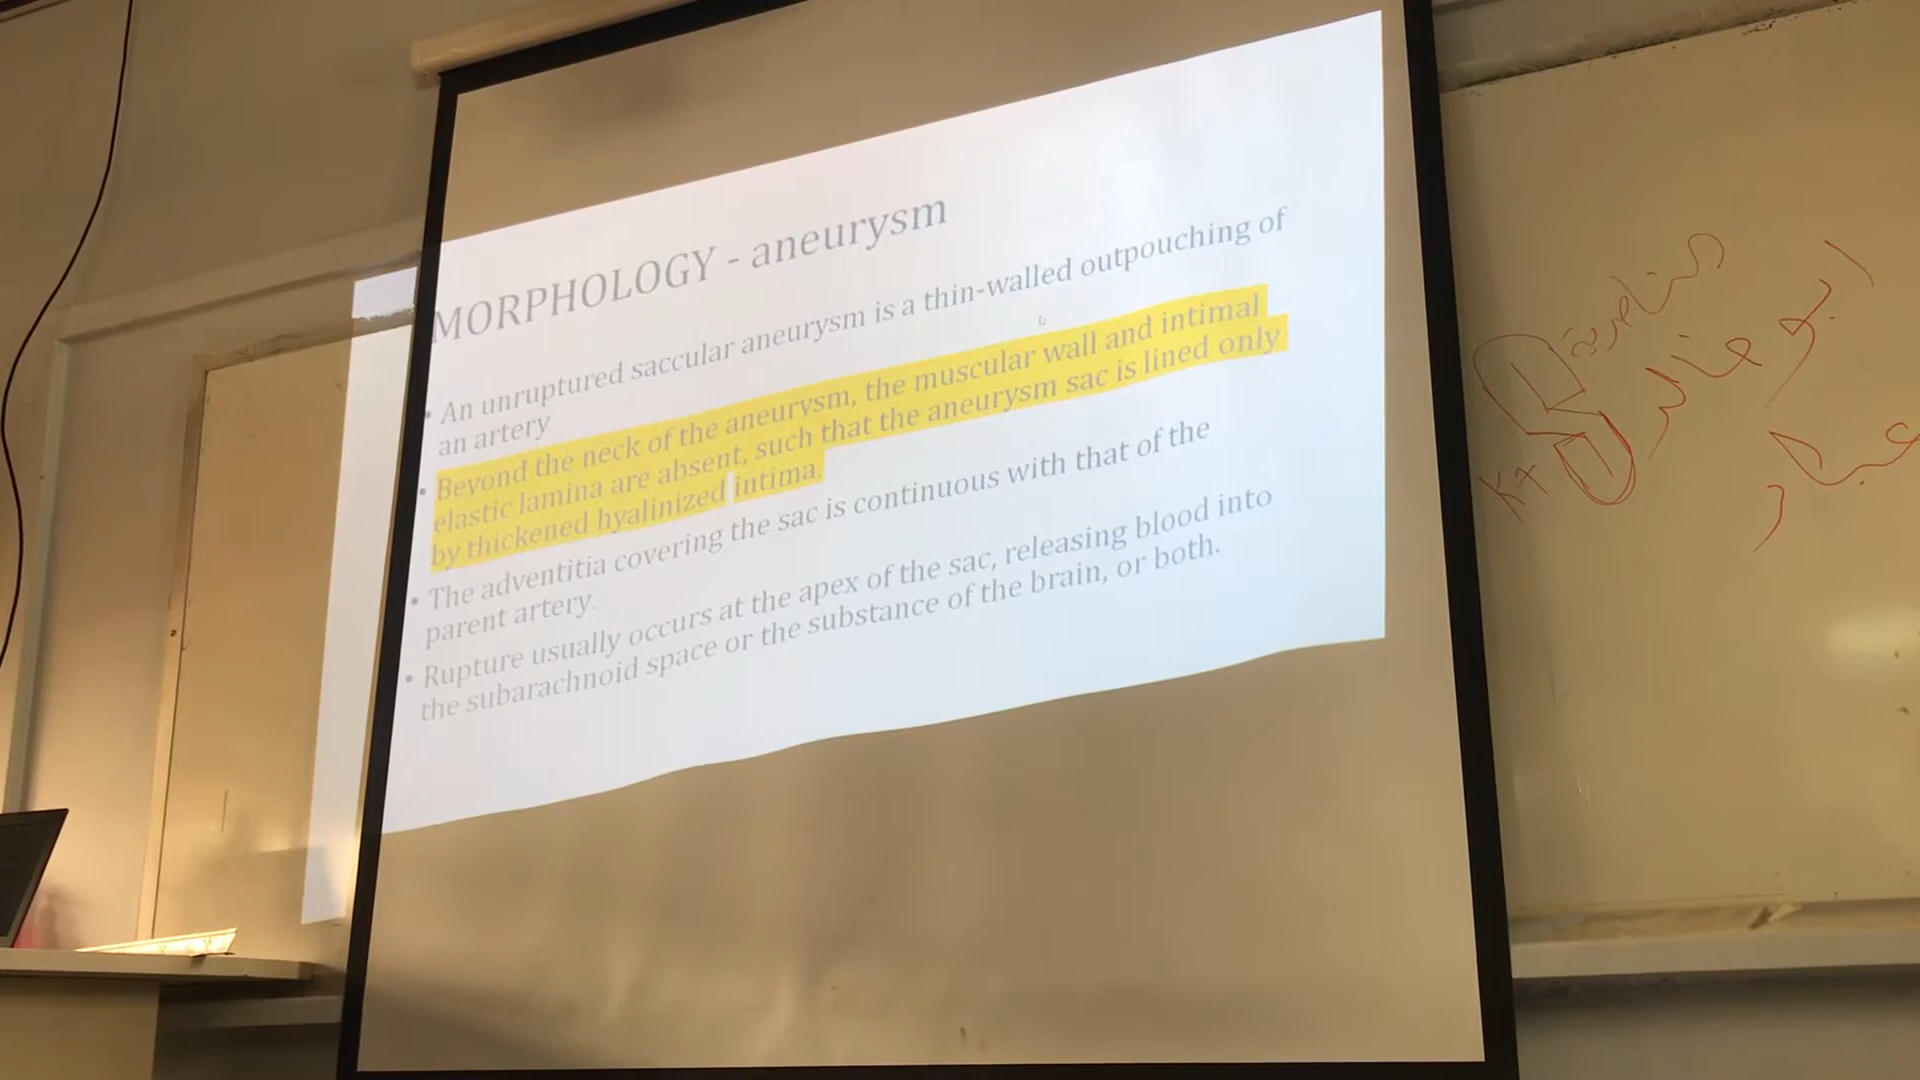 MORPHOLOGY - aneurysm
• An unruptured saccular aneurysm is a thin-walled outpouching of
an artery
• Beyond the neck of the aneurysm, the muscular wall and intimal
elastic lamina are absent, such that the aneurysm sac is lined only
by thickened hyalinized intima.
• The adventitia covering the sac is continuous with that of the
parent artery.
• Rupture usually occurs at the apex of the sac, releasing blood into
the subarachnoid space or the substance of the brain, or both.